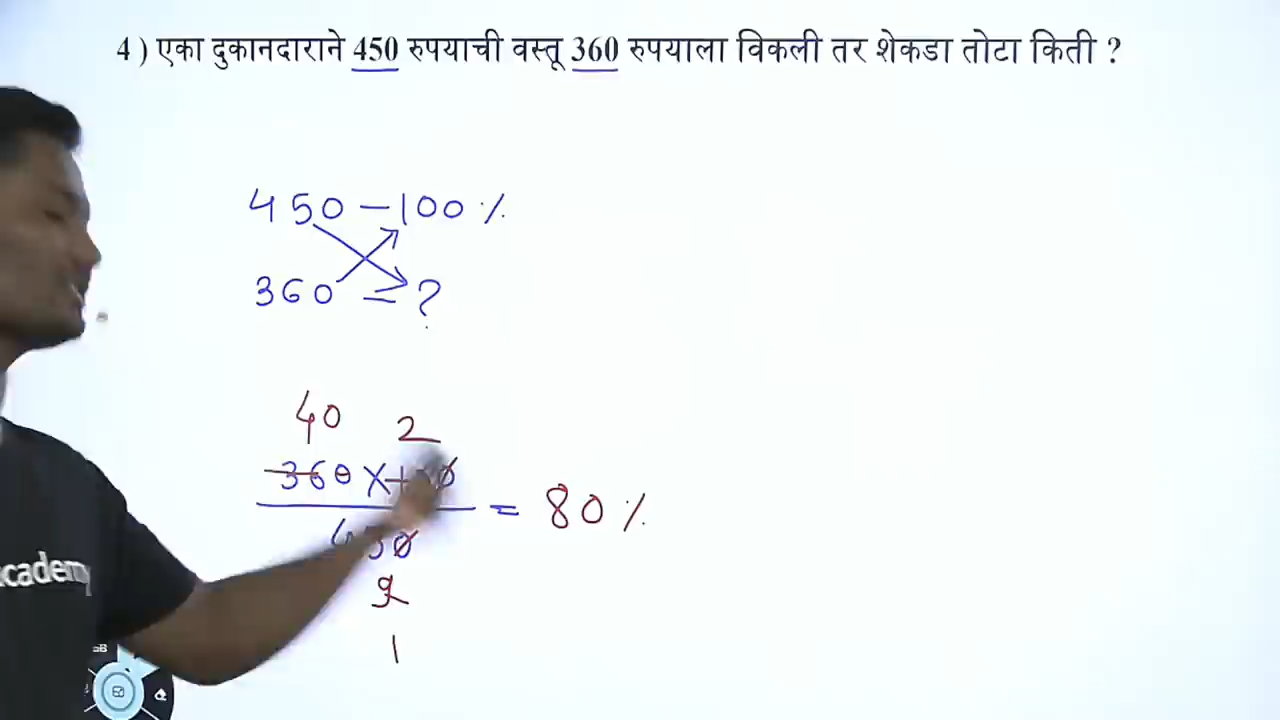 4 ) एका दुकानदाराने 450 रुपयाची वस्तू 360 रुपयाला विकली तर शेकडा तोटा किती ?
450 – 100 %
360 = ?
40 2
360 X 100
450
= 80 %
9
1
cademy